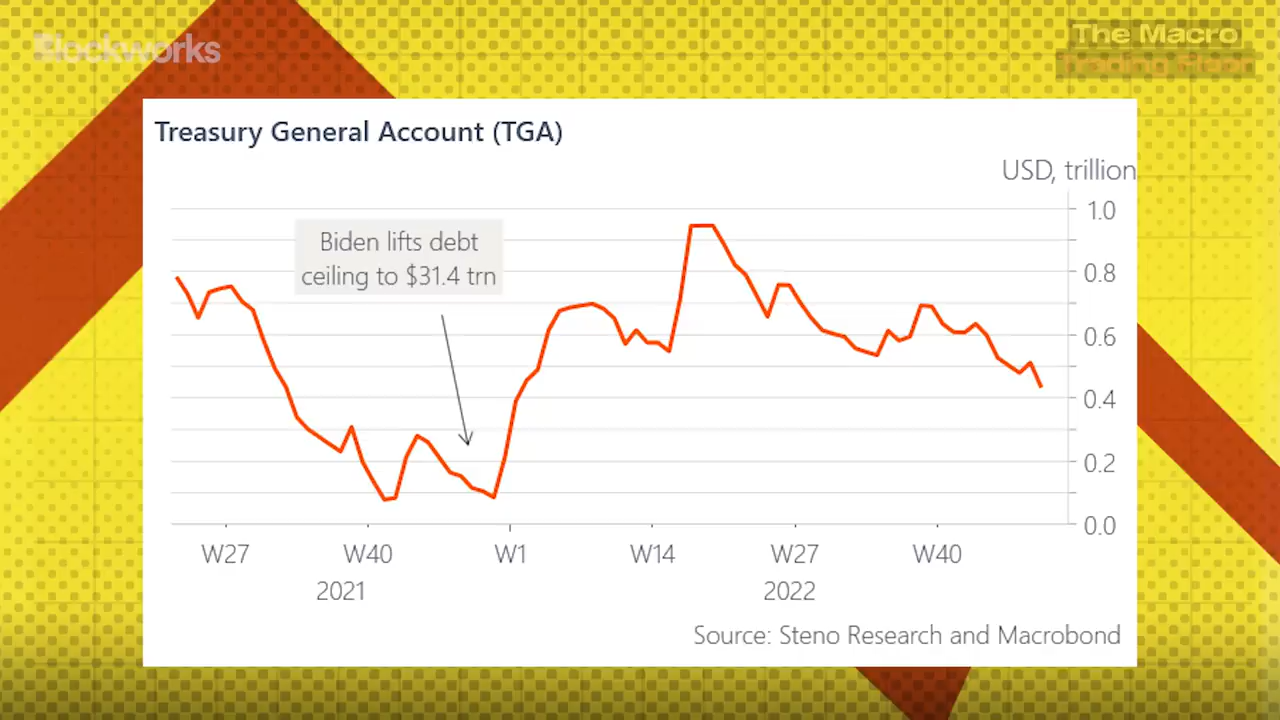 Blockworks
The Macro
Trading Floor
Treasury General Account (TGA)
USD, trillion
Biden lifts debt
ceiling to $31.4 trn
1.0
0.8
0.6
0.4
0.2
0.0
W27 W40 W1 W14 W27 W40
2021 2022
Source: Steno Research and Macrobond